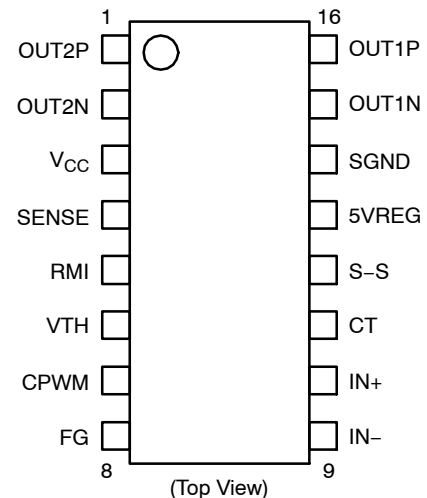 1 16
OUT2P OUT1P
OUT2N OUT1N
VCC SGND
SENSE 5VREG
RMI S−S
VTH CT
CPWM IN+
FG IN−
8 9
(Top View)